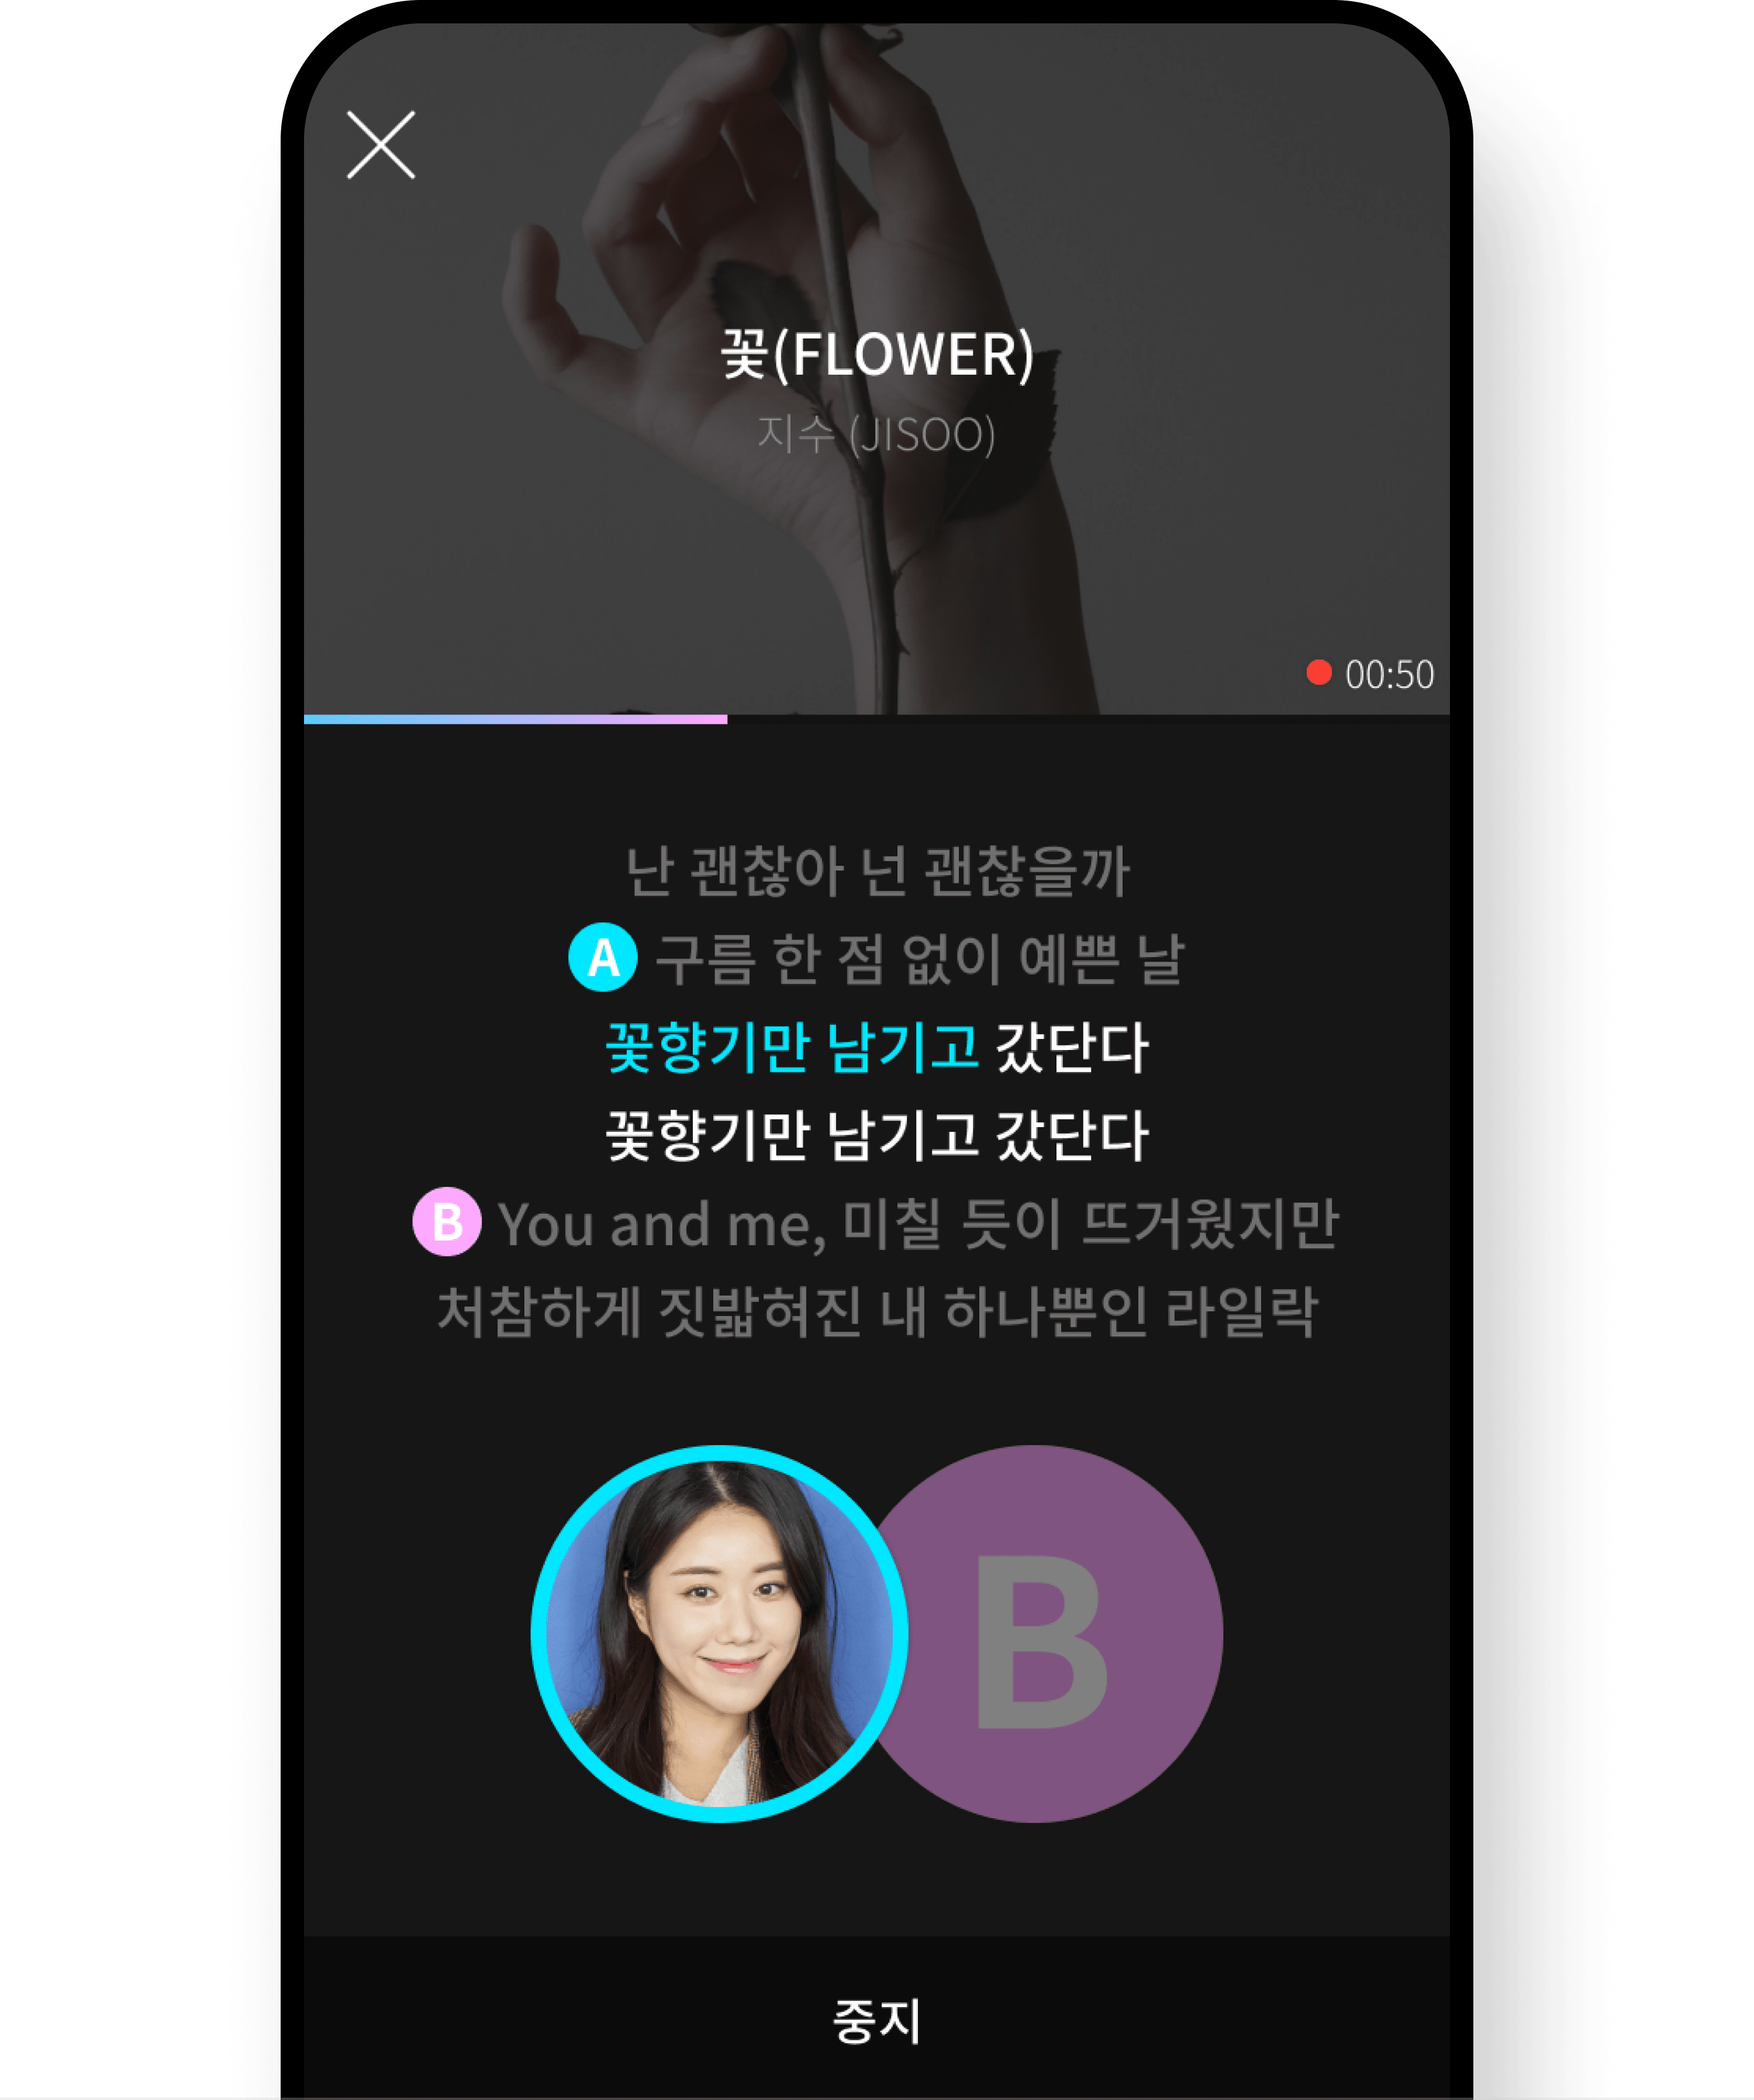 꽃(FLOWER)
지수 (JISOO)
00:50
난 괜찮아 넌 괜찮을까
A 구름 한 점 없이 예쁜 날
꽃향기만 남기고 갔단다
꽃향기만 남기고 갔단다
B You and me, 미칠 듯이 뜨거웠지만
처참하게 짓밟혀진 내 하나뿐인 라일락
B
중지